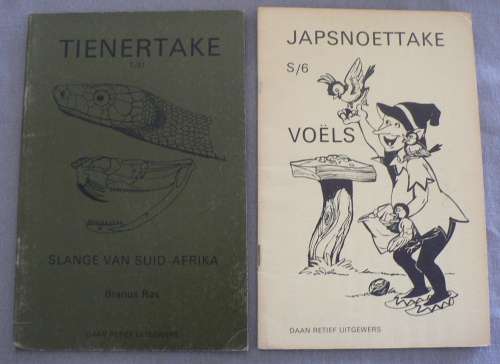 TIENERTAKE
SLANGE VAN SUID-AFRIKA
Branus Ras
DAAN RETIEF UITGEWERS
JAPSNOETTAKE
S/6
VOËLS
DAAN RETIEF UITGEWERS